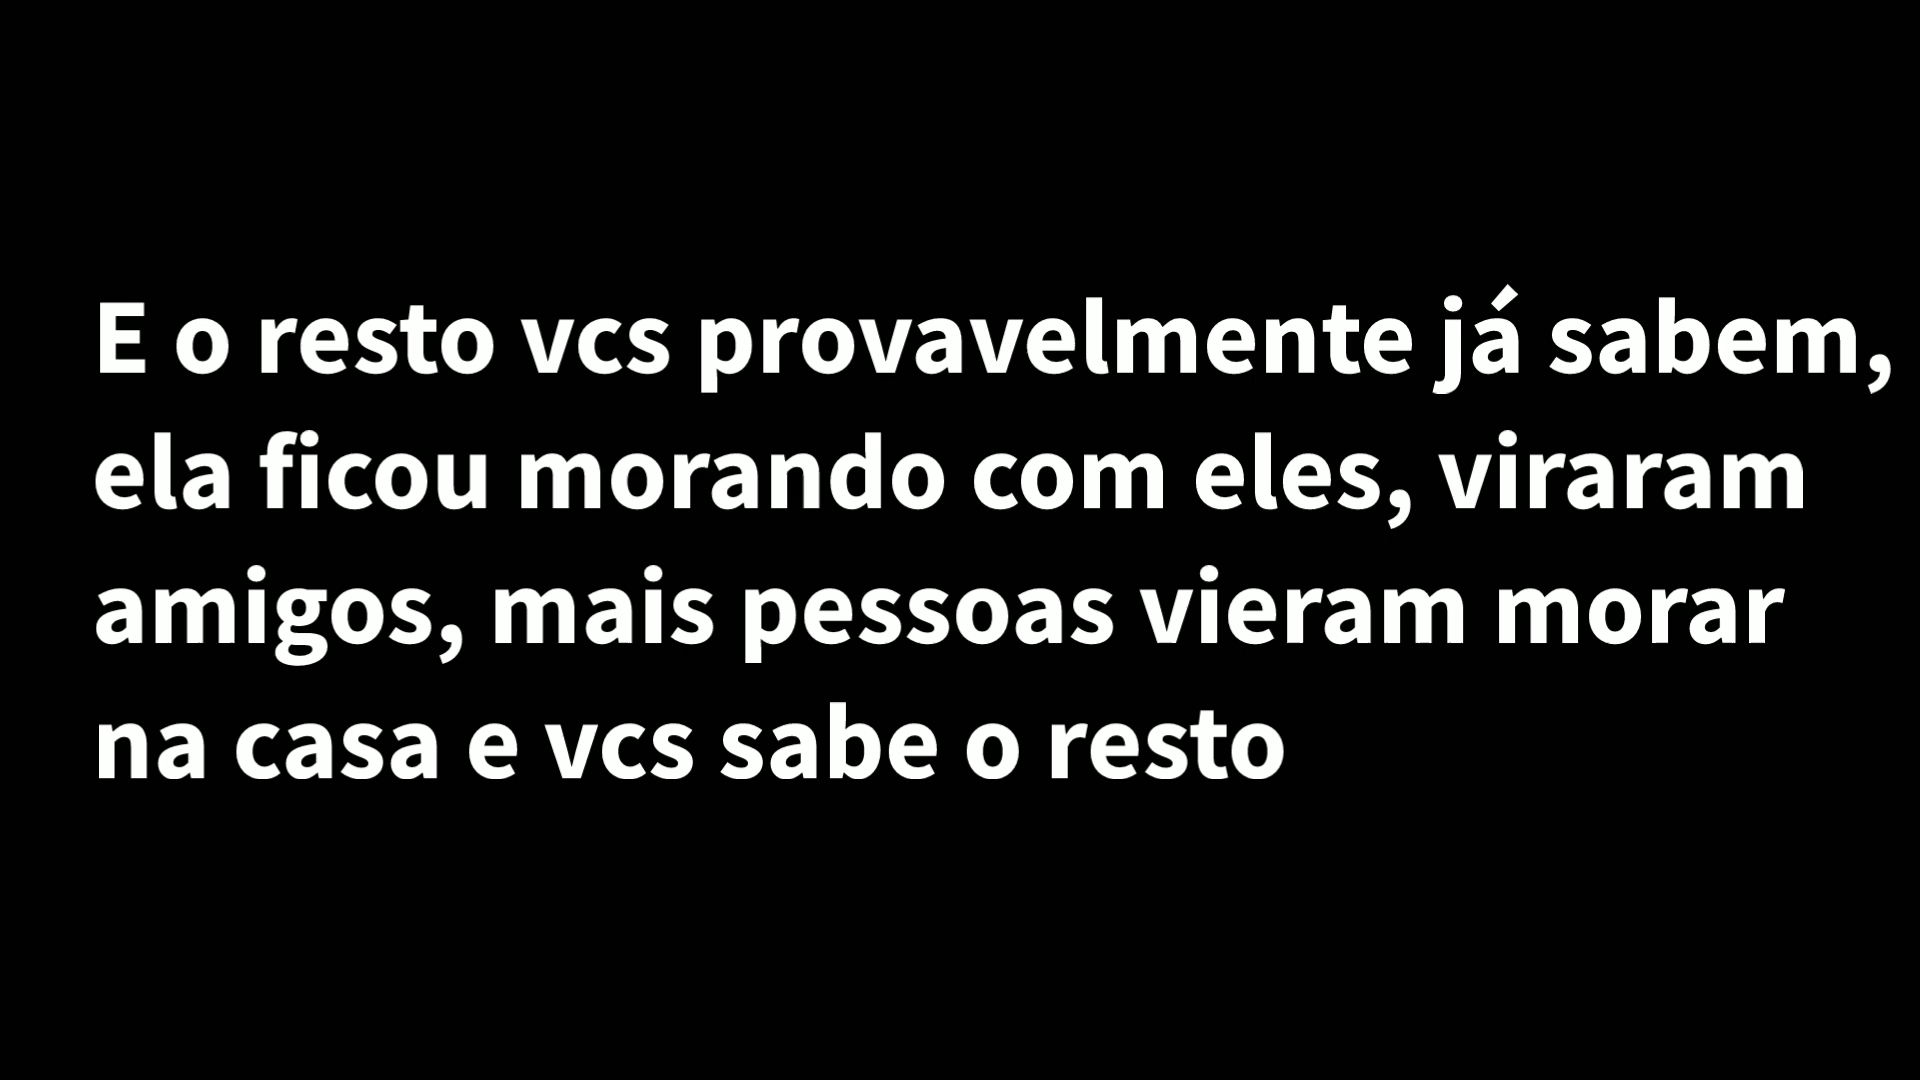 E o resto vcs provavelmente já sabem,
ela ficou morando com eles, viraram
amigos, mais pessoas vieram morar
na casa e vcs sabe o resto